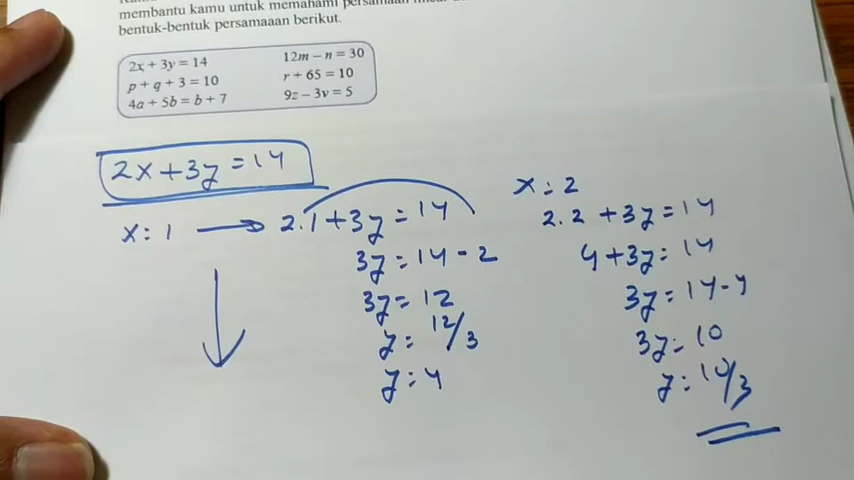 membantu kamu untuk memahami persamaan
bentuk-bentuk persamaaan berikut.
2x + 3y = 14
12m – n = 30
p + q + 3 = 10
r + 65 = 10
4a + 5b = b + 7
9z – 3v = 5
2x + 3y = 14
x = 1 → 2.1 + 3y = 14
3y = 14 - 2
3y = 12
y = 12/3
y = 4
x = 2
2.2 + 3y = 14
4 + 3y = 14
3y = 14 - 4
3y = 10
y = 10/3